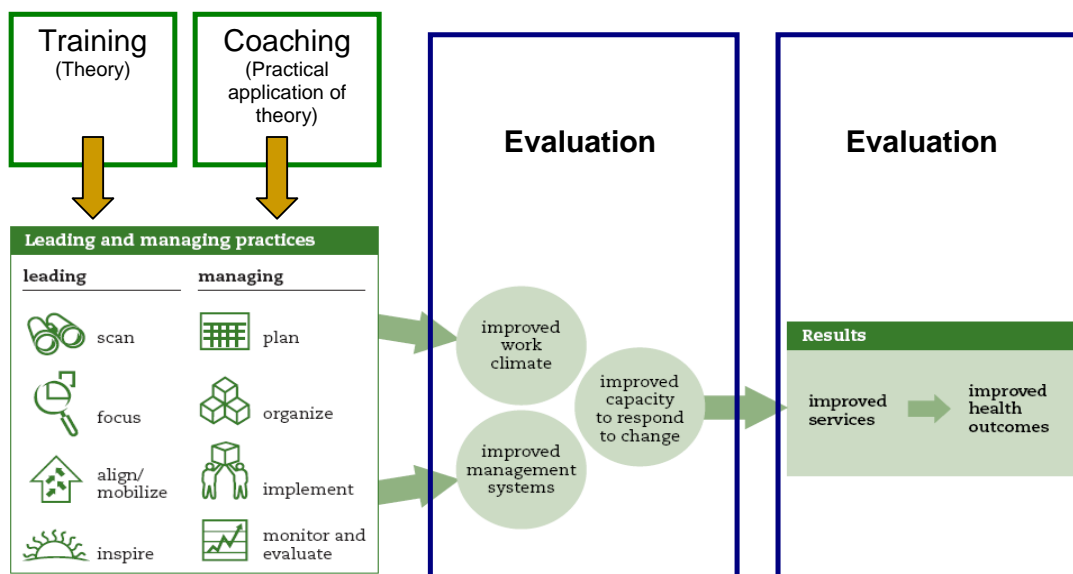 Training
(Theory)
Coaching
(Practical
application of
theory)
Evaluation
Evaluation
Leading and managing practices
leading
managing
scan
plan
focus
organize
align/
mobilize
implement
inspire
monitor and
evaluate
improved
work
climate
improved
management
systems
improved
capacity
to respond
to change
Results
improved
services
improved
health
outcomes